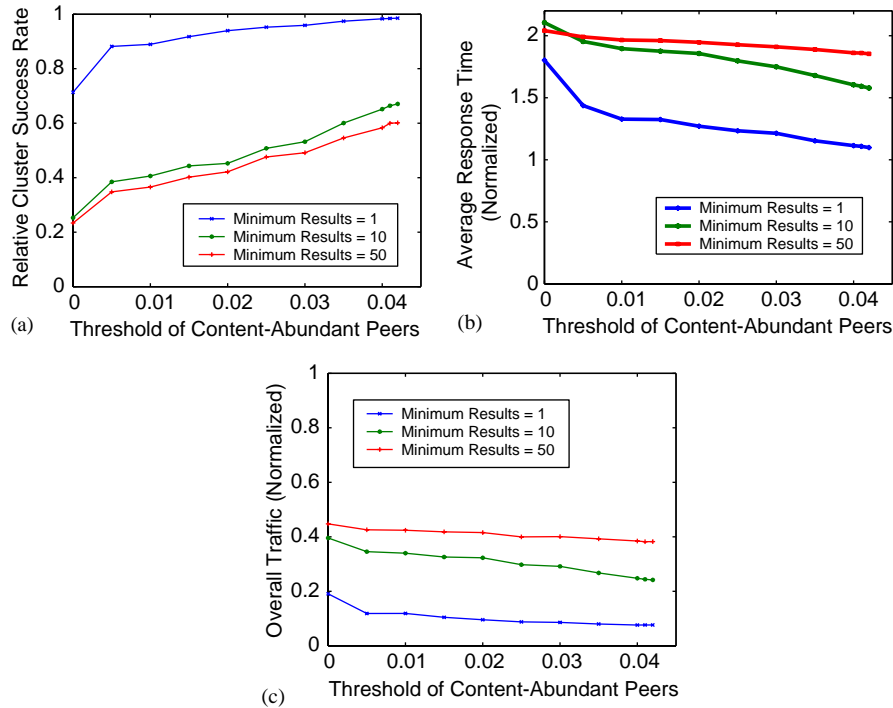 1
0.8
0.6
0.4
0.2
0
Relative Cluster Success Rate
Minimum Results = 1
Minimum Results = 10
Minimum Results = 50
0
0.01
0.02
0.03
0.04
Threshold of Content-Abundant Peers
(a)
2
1.5
1
0.5
0
Average Response Time
(Normalized)
Minimum Results = 1
Minimum Results = 10
Minimum Results = 50
0
0.01
0.02
0.03
0.04
Threshold of Content-Abundant Peers
(b)
1
0.8
0.6
0.4
0.2
0
Overall Traffic (Normalized)
Minimum Results = 1
Minimum Results = 10
Minimum Results = 50
0
0.01
0.02
0.03
0.04
Threshold of Content-Abundant Peers
(c)